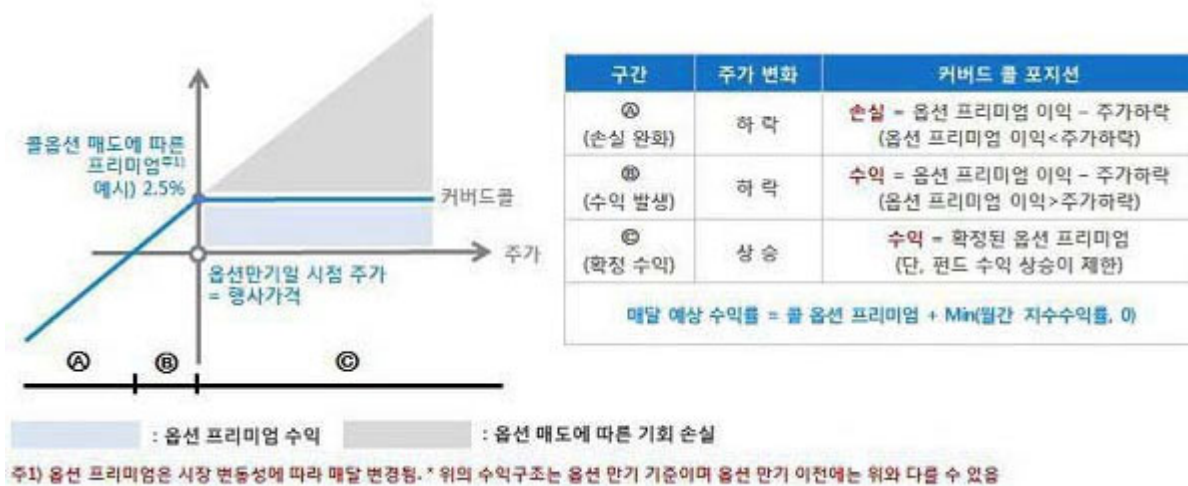 콜옵션 매도에 따른
프리미엄주1)
예시) 2.5%
커버드콜
주가
옵션만기일 시점 주가
= 행사가격
Ⓐ Ⓑ Ⓒ
구간 주가 변화 커버드 콜 포지션
Ⓐ
(손실 완화)
하 락
손실 = 옵션 프리미엄 이익 – 주가하락
(옵션 프리미엄 이익<주가하락)
Ⓑ
(수익 발생)
하 락
수익 = 옵션 프리미엄 이익 – 주가하락
(옵션 프리미엄 이익>주가하락)
Ⓒ
(확정 수익)
상 승
수익 = 확정된 옵션 프리미엄
(단, 펀드 수익 상승이 제한)
매달 예상 수익률 = 콜 옵션 프리미엄 + Min(월간 지수수익률, 0)
: 옵션 프리미엄 수익 : 옵션 매도에 따른 기회 손실
주1) 옵션 프리미엄은 시장 변동성에 따라 매달 변경됨. * 위의 수익구조는 옵션 만기 기준이며 옵션 만기 이전에는 위와 다를 수 있음